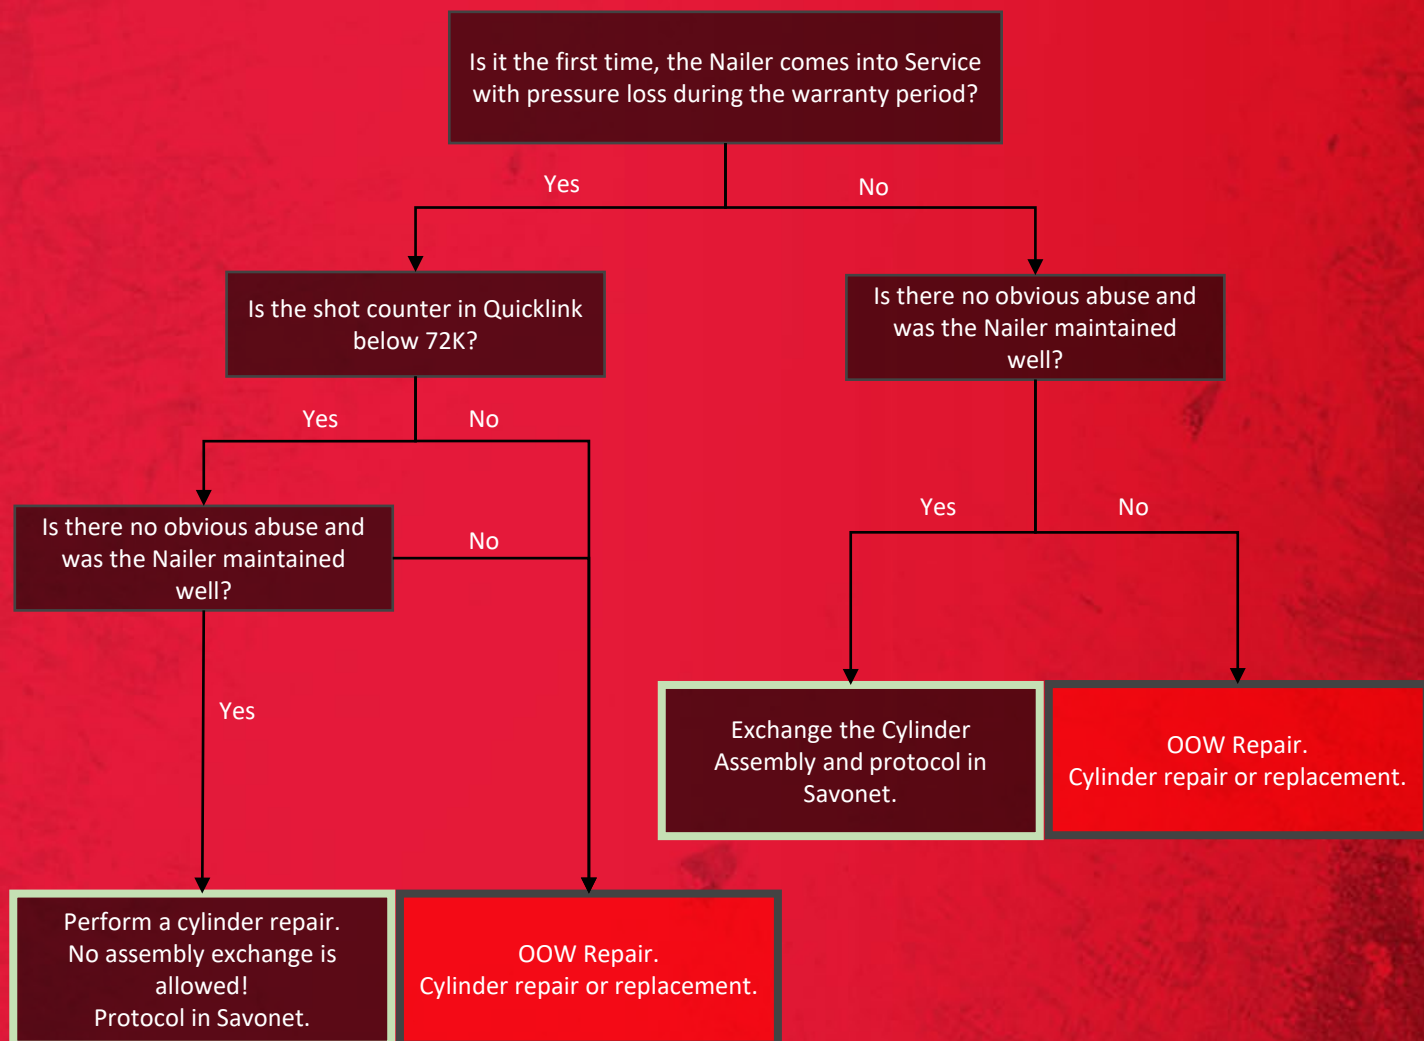 Is it the first time, the Nailer comes into Service
with pressure loss during the warranty period?
Yes
No
Is the shot counter in Quicklink
below 72K?
Is there no obvious abuse and
was the Nailer maintained
well?
Yes
No
Yes
No
Is there no obvious abuse and
was the Nailer maintained
well?
No
Yes
Exchange the Cylinder
Assembly and protocol in
Savonet.
OOW Repair.
Cylinder repair or replacement.
Perform a cylinder repair.
No assembly exchange is
allowed!
Protocol in Savonet.
OOW Repair.
Cylinder repair or replacement.